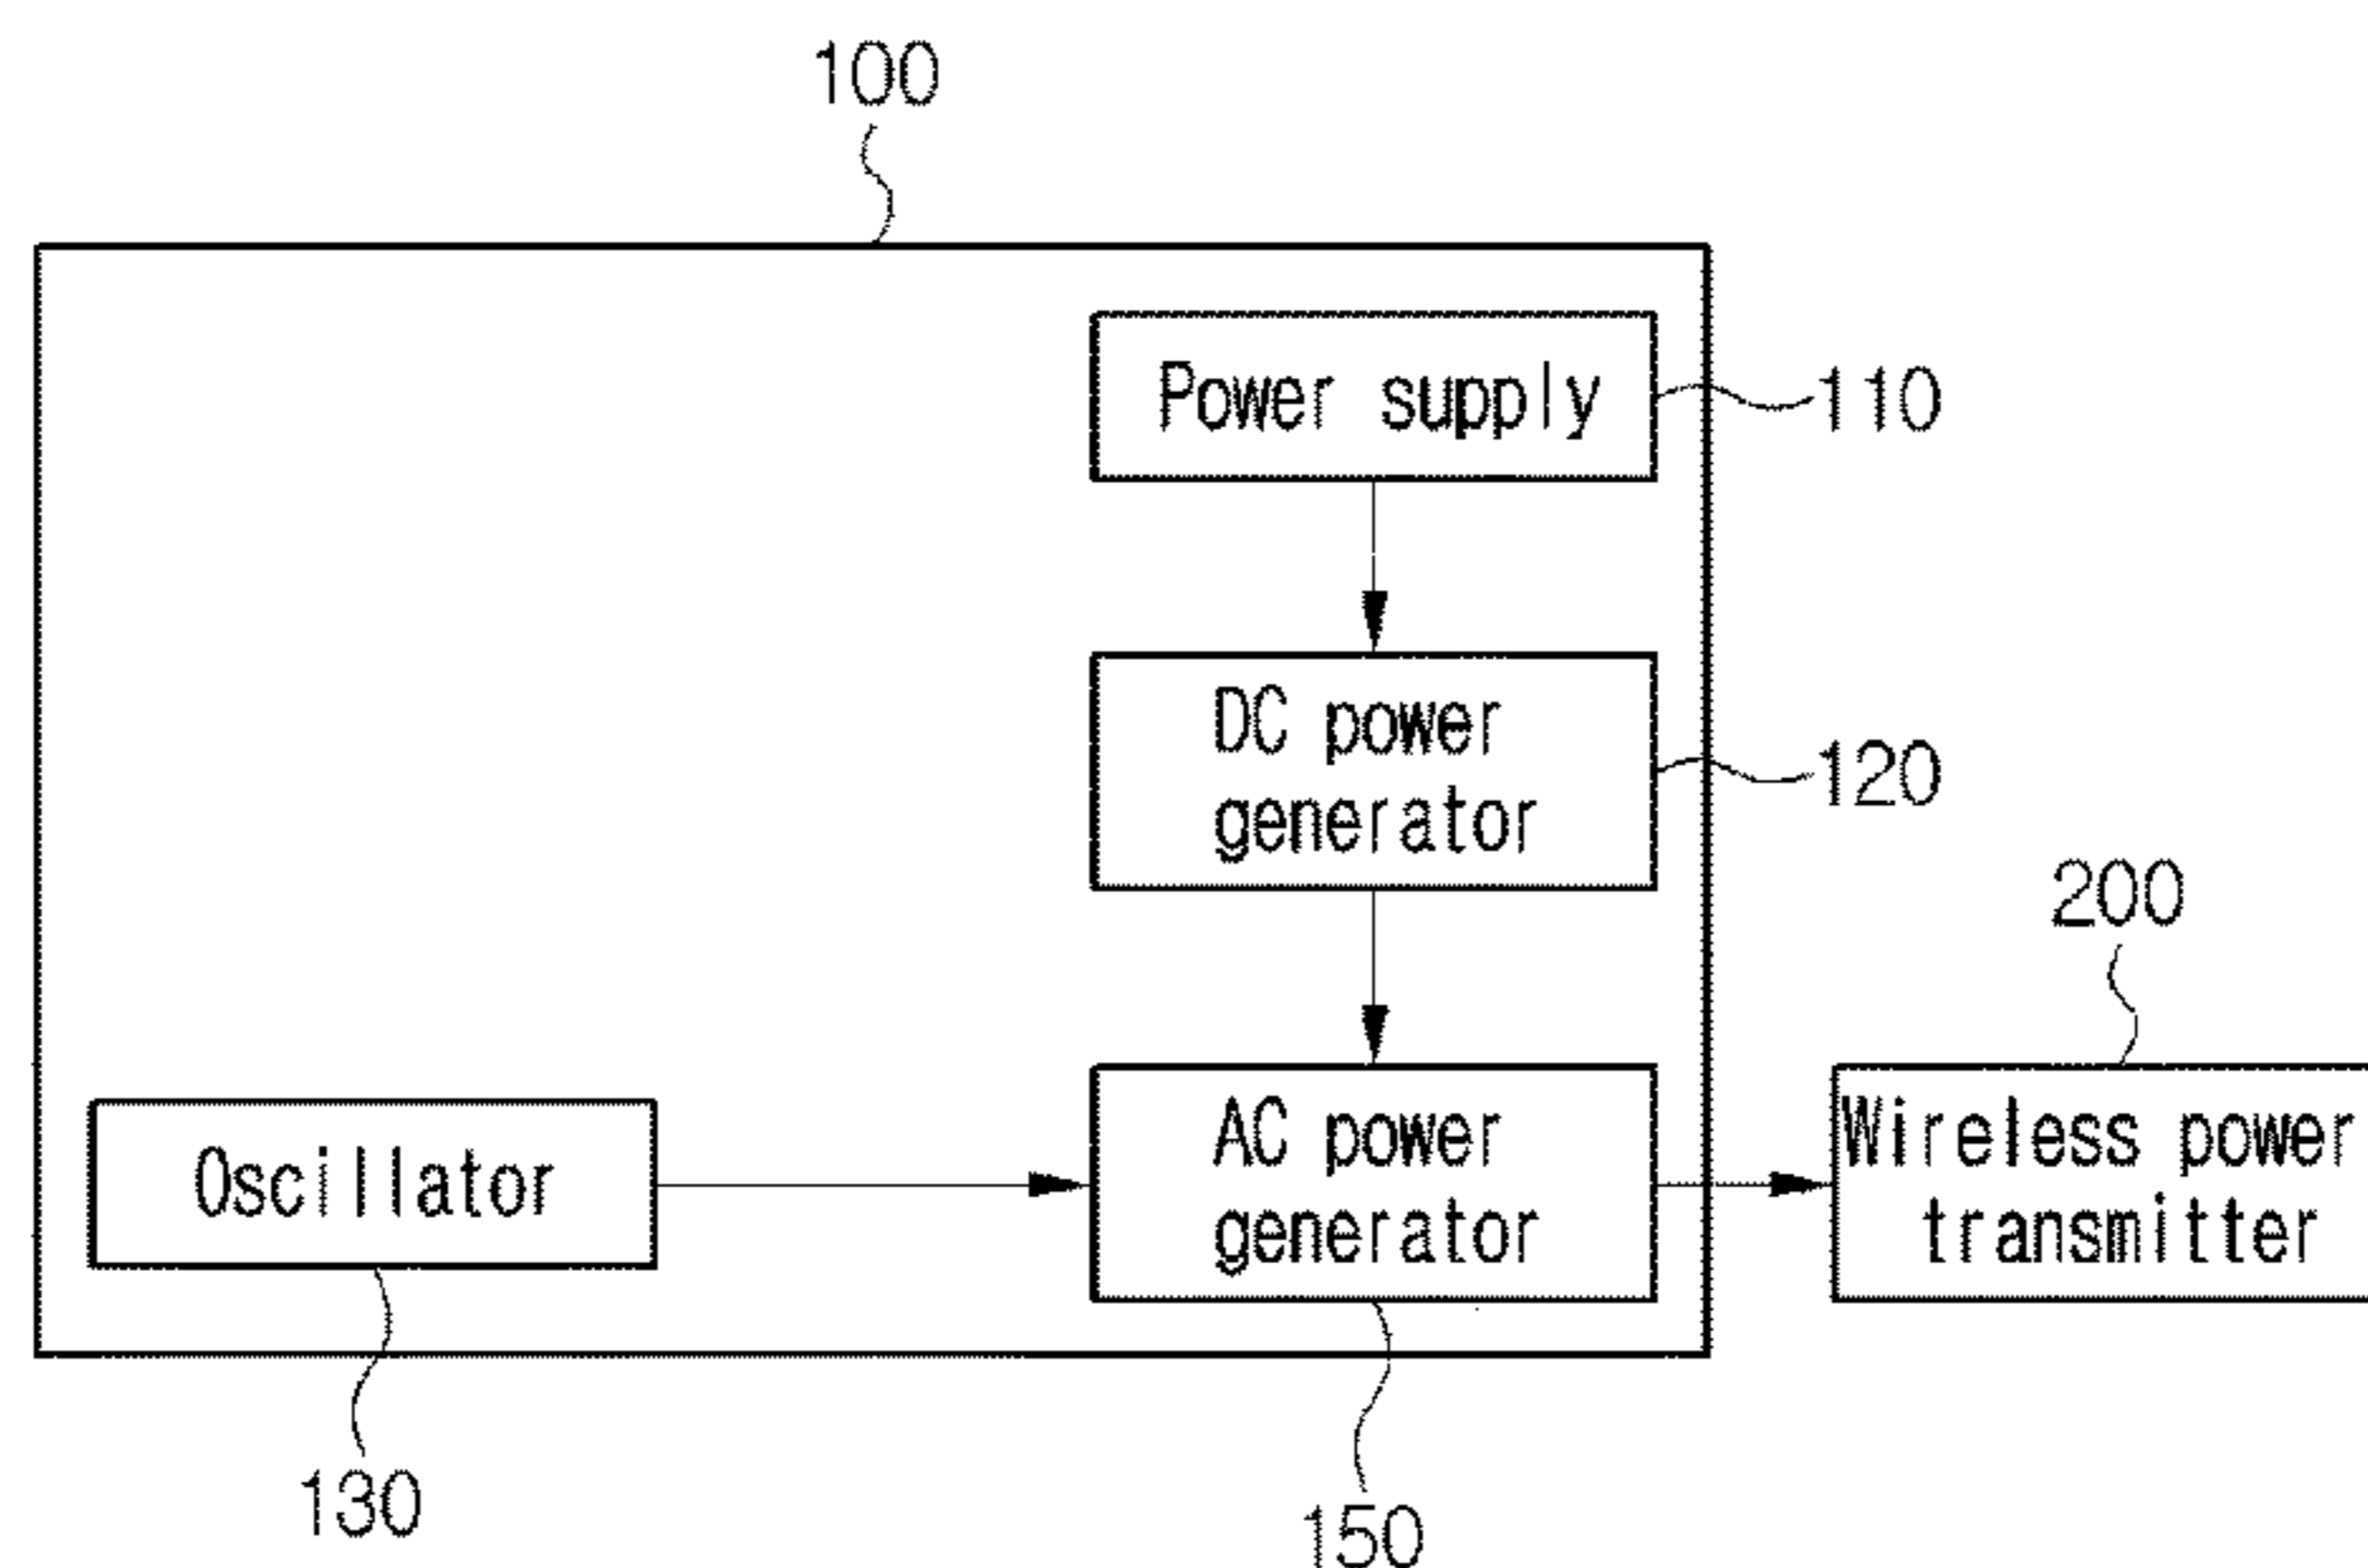 100
Power supply
110
DC power
generator
120
200
Oscillator
AC power
generator
Wireless power
transmitter
130
150